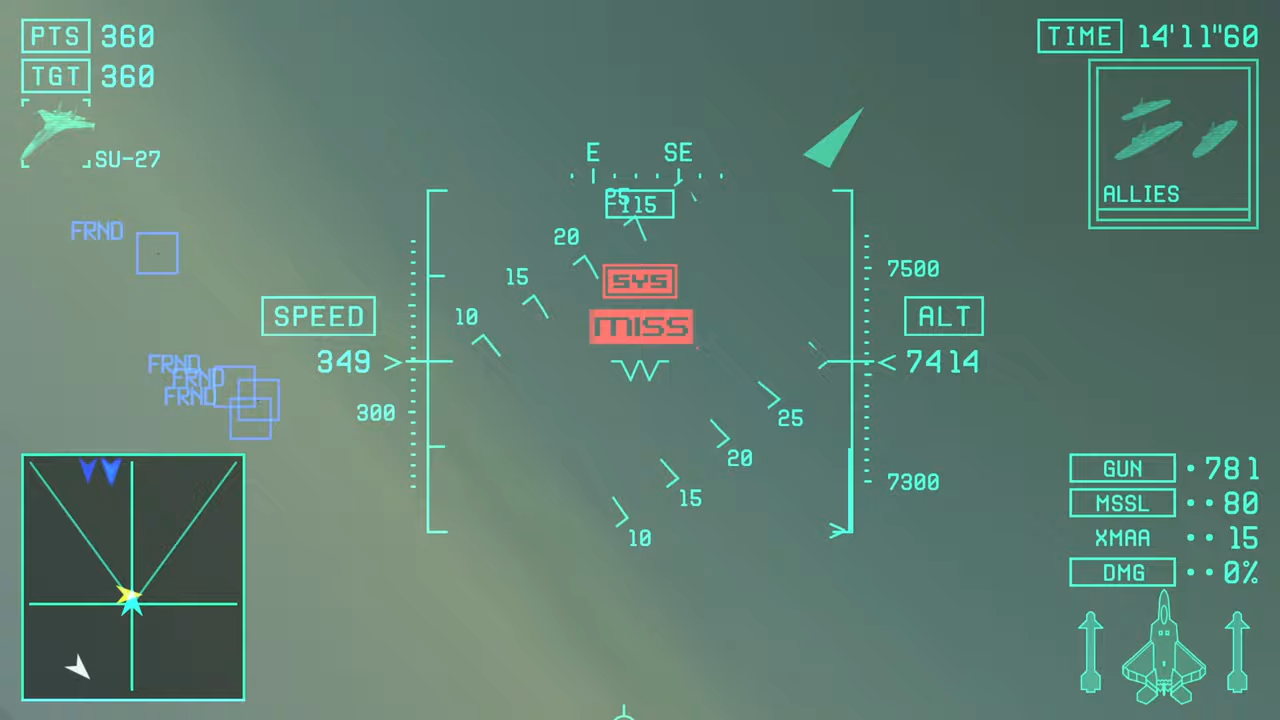 PTS 360
TIME 14'11"60
TGT 360
SU-27
ALLIES
E SE
25
115
FRND
20
SYS
15
7500
10
SPEED
MISS
ALT
349
7414
FRND
FRND
FRND
300
25
20
GUN 781
MSSL 80
7300
15
XMAA 15
10
DMG 0%